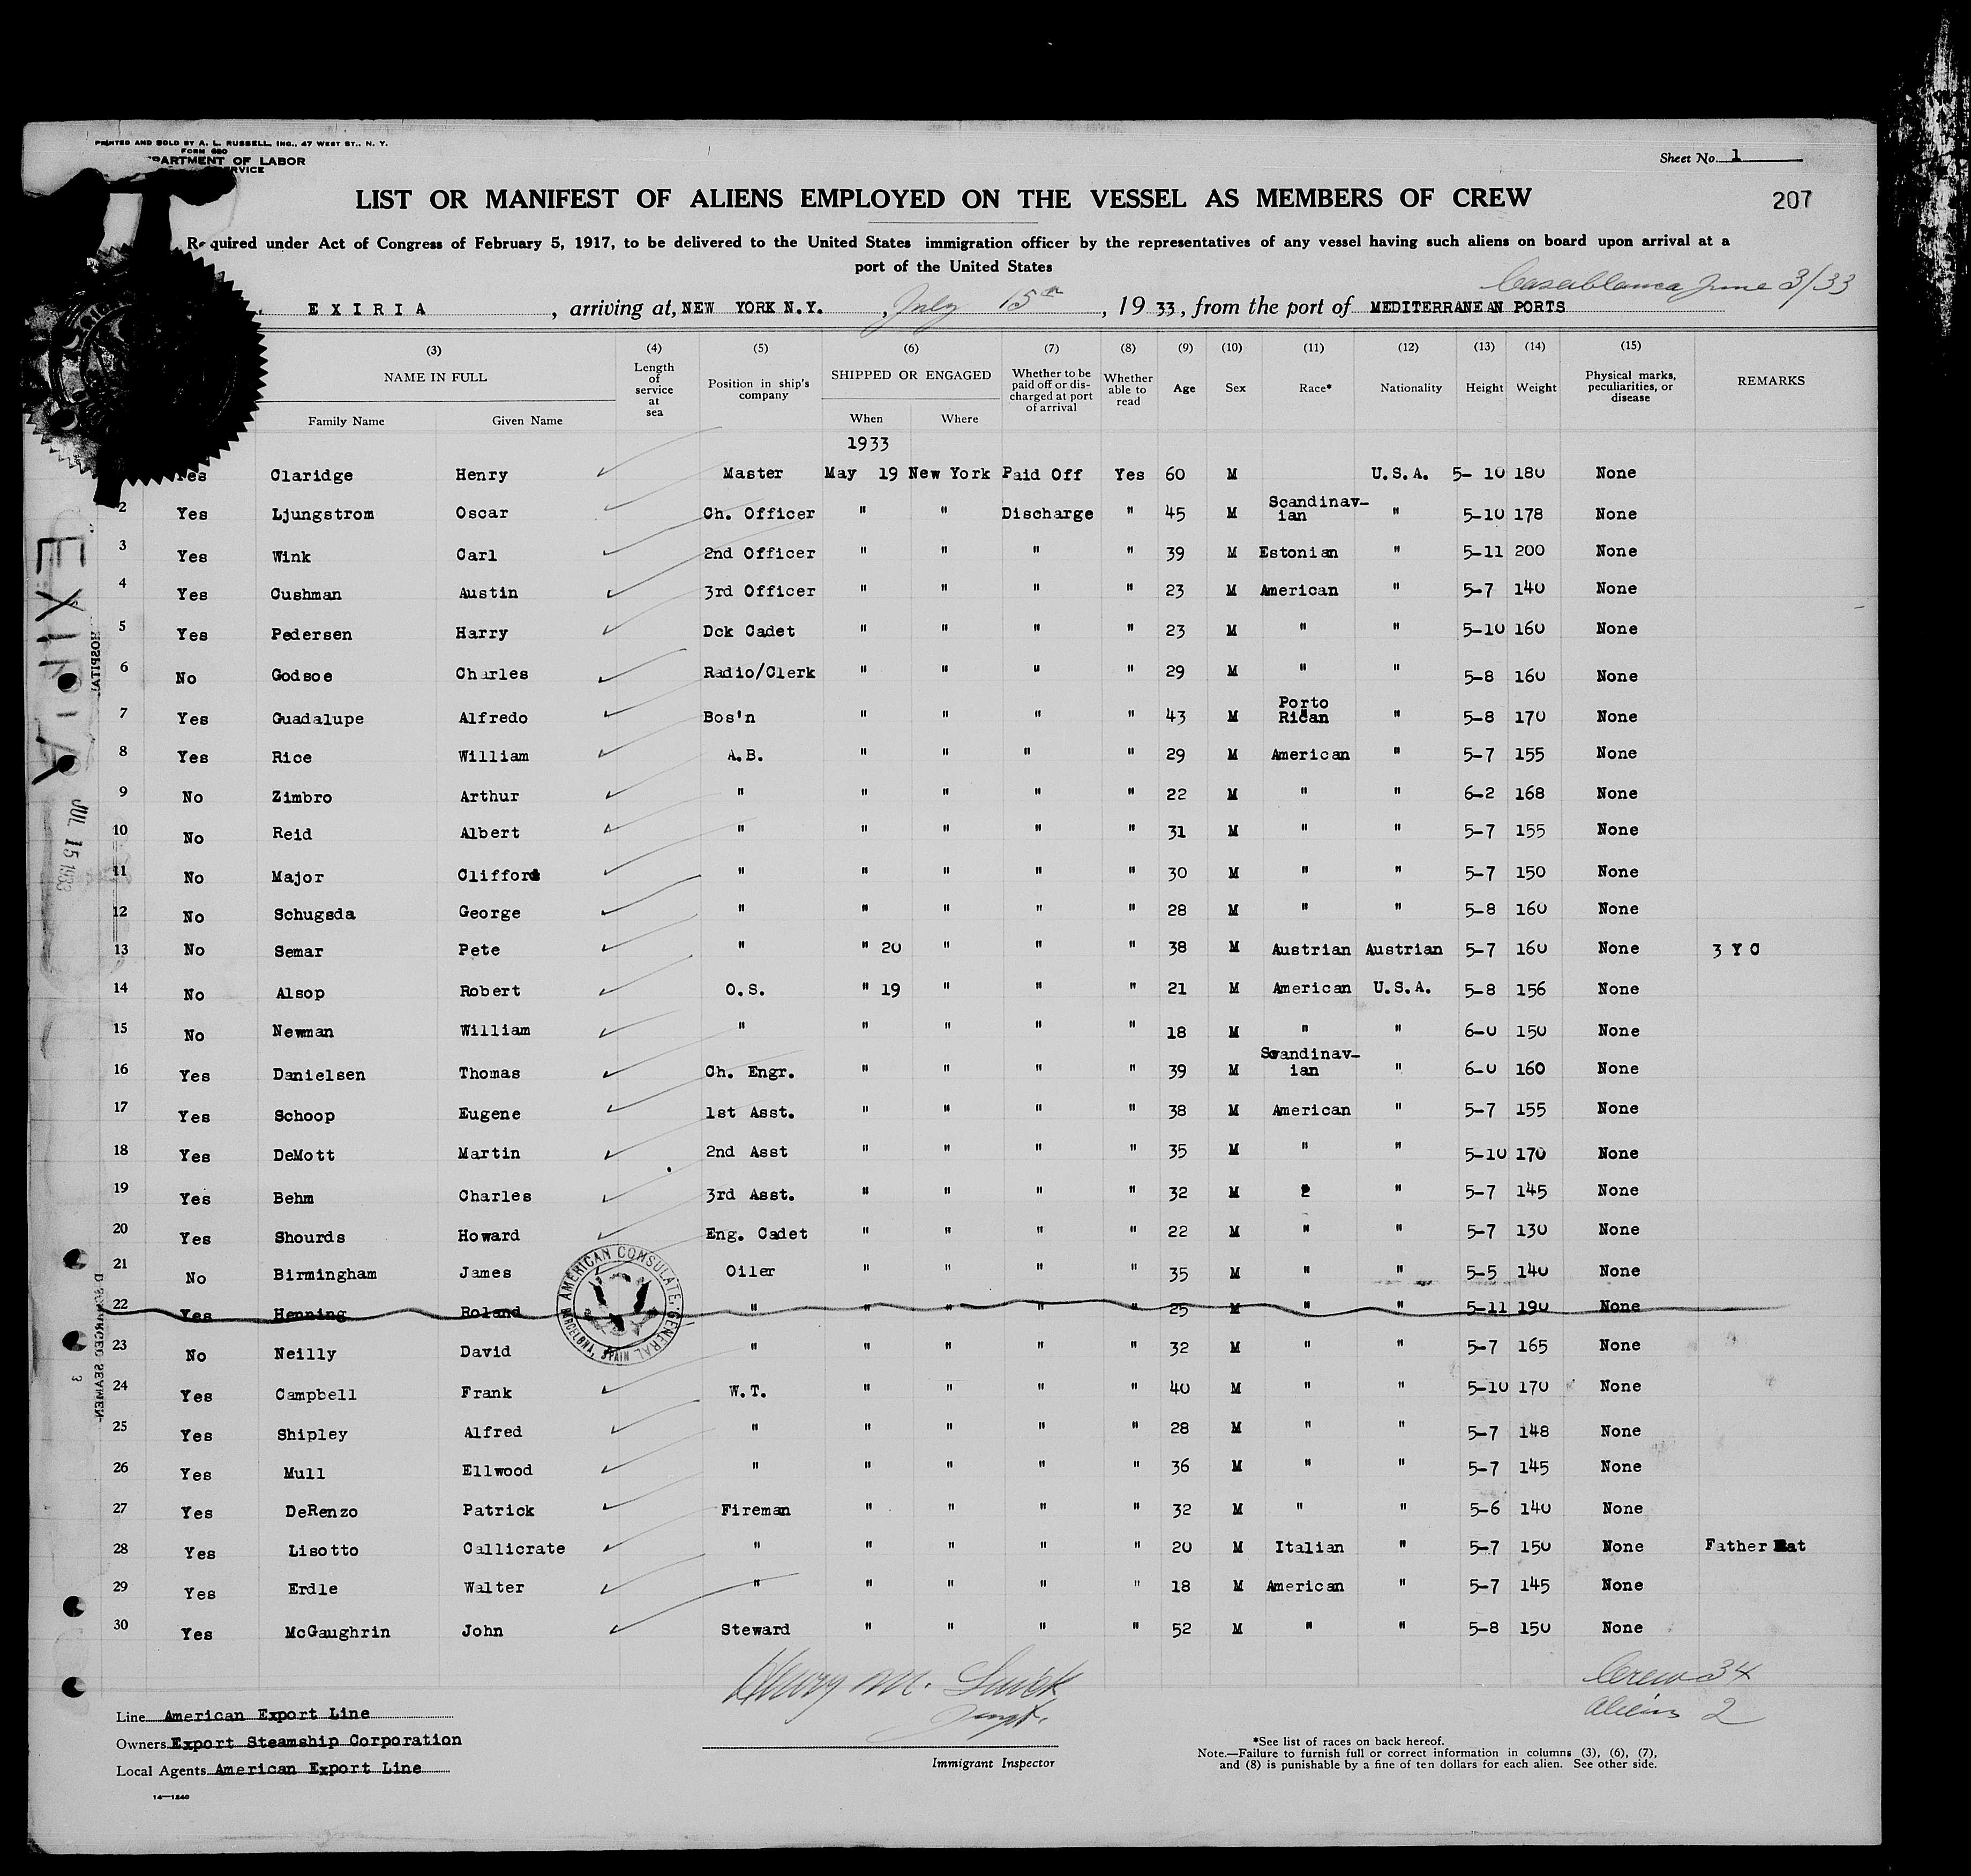 PRINTED AND SOLD BY A. L. RUSSELL, INC., 47 WEST ST., N. Y.
FORM 680
PARTMENT OF LABOR
RVICE
Sheet No. 1
LIST OR MANIFEST OF ALIENS EMPLOYED ON THE VESSEL AS MEMBERS OF CREW
207
Required under Act of Congress of February 5, 1917, to be delivered to the United States immigration officer by the representatives of any vessel having such aliens on board upon arrival at a
port of the United States
Casablanca June 3/33
EXIRIA, arriving at, NEW YORK N.Y., July 15th, 1933, from the port of MEDITERRANEAN PORTS
(3) (4) (5) (6) (7) (8) (9) (10) (11) (12) (13) (14) (15)
NAME IN FULL Length of service at sea Position in ship's company SHIPPED OR ENGAGED Whether to be paid off or discharged at port of arrival Whether able to read Age Sex Race* Nationality Height Weight Physical marks, peculiarities, or disease REMARKS
Family Name Given Name When Where
1933
Yes Claridge Henry Master May 19 New York Paid Off Yes 60 M U.S.A. 5- 10 180 None
2 Yes Ljungstrom Oscar Ch. Officer " " Discharge " 45 M Scandinav-ian " 5-10 178 None
3 Yes Wink Carl 2nd Officer " " " " 39 M Estonian " 5-11 200 None
4 Yes Cushman Austin 3rd Officer " " " " 23 M American " 5-7 140 None
5 Yes Pedersen Harry Dck Cadet " " " " 23 M " " 5-10 160 None
6 No Godsoe Charles Radio/Clerk " " " " 29 M " " 5-8 160 None
7 Yes Guadalupe Alfredo Bos'n " " " " 43 M Porto Rican " 5-8 170 None
8 Yes Rice William A.B. " " " " 29 M American " 5-7 155 None
9 No Zimbro Arthur " " " " " 22 M " " 6-2 168 None
10 No Reid Albert " " " " " 31 M " " 5-7 155 None
11 No Major Clifford " " " " " 30 M " " 5-7 150 None
12 No Schugsda George " " " " " 28 M " " 5-8 160 None
13 No Semar Pete " " 20 " " " 38 M Austrian Austrian 5-7 160 None 3 Y C
14 No Alsop Robert O.S. " 19 " " " 21 M American U.S.A. 5-8 156 None
15 No Newman William " " " " " 18 M " " 6-0 150 None
16 Yes Danielsen Thomas Ch. Engr. " " " " 39 M Scandinav-ian " 6-0 160 None
17 Yes Schoop Eugene 1st Asst. " " " " 38 M American " 5-7 155 None
18 Yes DeMott Martin 2nd Asst " " " " 35 M " " 5-10 170 None
19 Yes Behm Charles 3rd Asst. " " " " 32 M " " 5-7 145 None
20 Yes Shourds Howard Eng. Cadet " " " " 22 M " " 5-7 130 None
21 No Birmingham James Oiler " " " " 35 M " " 5-5 140 None
22 Yes Henning Roland " " " " " 25 M " " 5-11 190 None
23 No Neilly David " " " " " 32 M " " 5-7 165 None
24 Yes Campbell Frank W.T. " " " " 40 M " " 5-10 170 None
25 Yes Shipley Alfred " " " " " 28 M " " 5-7 148 None
26 Yes Mull Ellwood " " " " " 36 M " " 5-7 145 None
27 Yes DeRenzo Patrick Fireman " " " " 32 M " " 5-6 140 None
28 Yes Lisotto Callicrate " " " " " 20 M Italian " 5-7 150 None Father Nat
29 Yes Erdle Walter " " " " " 18 M American " 5-7 145 None
30 Yes McGaughrin John Steward " " " " 52 M " " 5-8 150 None
AMERICAN CONSULATE GENERAL
BARCELONA, SPAIN
EXIRIA
HOSPITAL
JUL 15 1933
SEAMEN
3
Henry M.
Crew 34
Aliens 2
Line American Export Line
Owners Export Steamship Corporation
Local Agents American Export Line
Immigrant Inspector
*See list of races on back hereof.
Note.—Failure to furnish full or correct information in columns (3), (6), (7),
and (8) is punishable by a fine of ten dollars for each alien. See other side.
14—1240